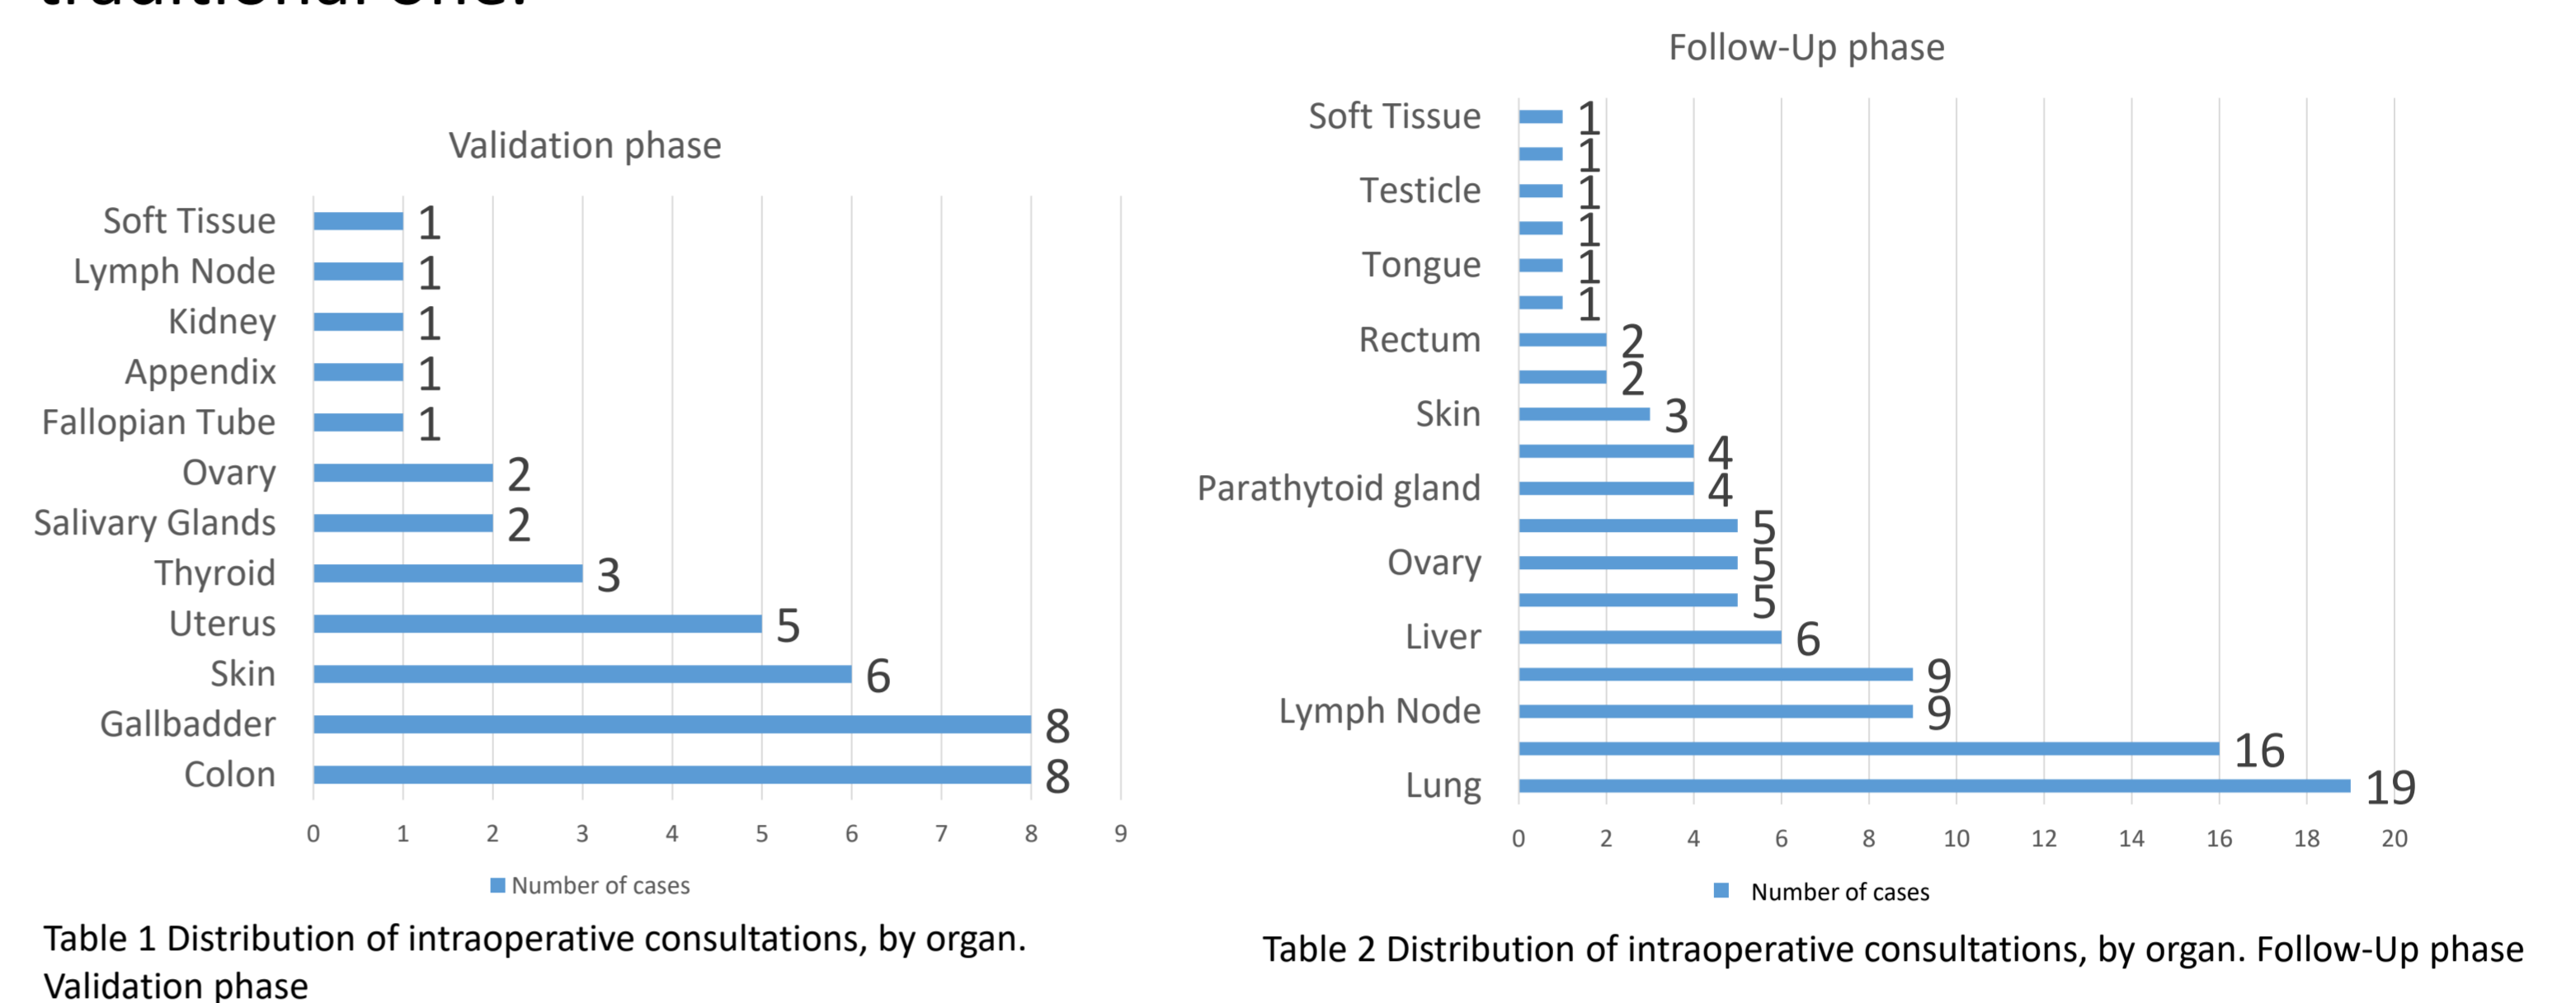 traditional one.
Validation phase
Soft Tissue 1
Lymph Node 1
Kidney 1
Appendix 1
Fallopian Tube 1
Ovary 2
Salivary Glands 2
Thyroid 3
Uterus 5
Skin 6
Gallbadder 8
Colon 8
0 1 2 3 4 5 6 7 8 9
Number of cases
Table 1 Distribution of intraoperative consultations, by organ.
Validation phase
Follow-Up phase
Soft Tissue 1
1
Testicle 1
1
Tongue 1
1
Rectum 2
2
Skin 3
4
Parathytoid gland 4
5
Ovary 5
5
Liver 6
9
Lymph Node 9
16
Lung 19
0 2 4 6 8 10 12 14 16 18 20
Number of cases
Table 2 Distribution of intraoperative consultations, by organ. Follow-Up phase